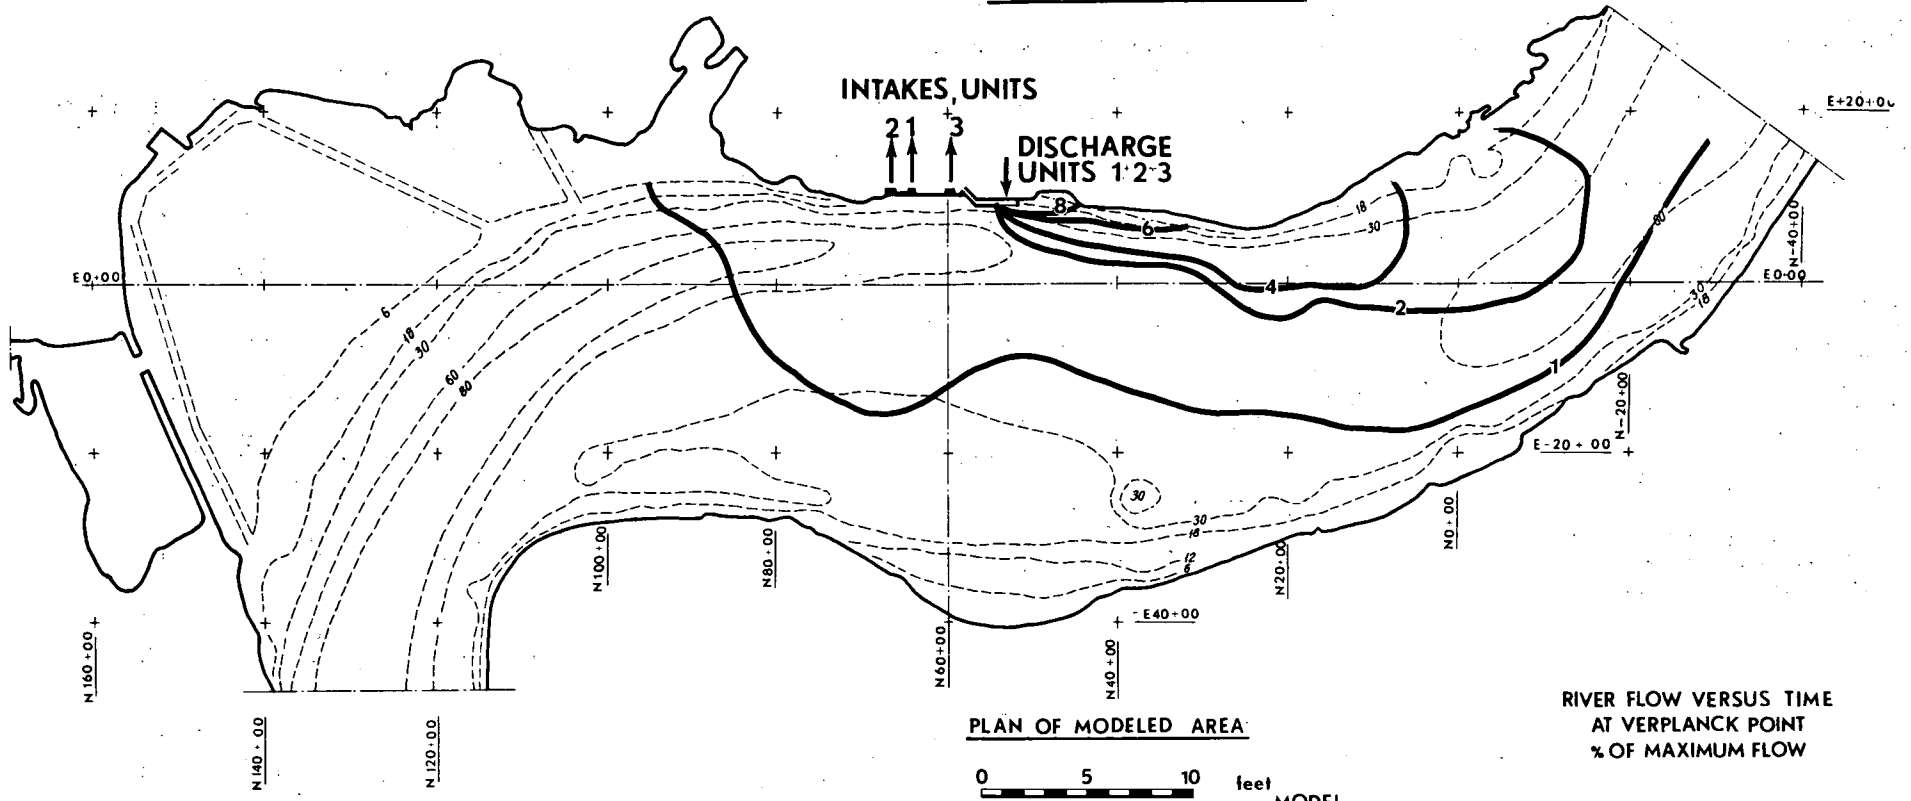 E+20+0
INTAKES, UNITS
2 1 3
DISCHARGE
UNITS 1-2-3
8
6
18
30
60
N-40+00
E0+00
E0+00
30
18
4
2
6
18
30
60
80
1
N-20+00
E-20+00
30
30
18
12
6
N0+00
N20+00
N100+00
N80+00
E40+00
N160+00
N60+00
N40+00
N140+00
N120+00
PLAN OF MODELED AREA
0 5 10 feet
MODEL
RIVER FLOW VERSUS TIME
AT VERPLANCK POINT
% OF MAXIMUM FLOW